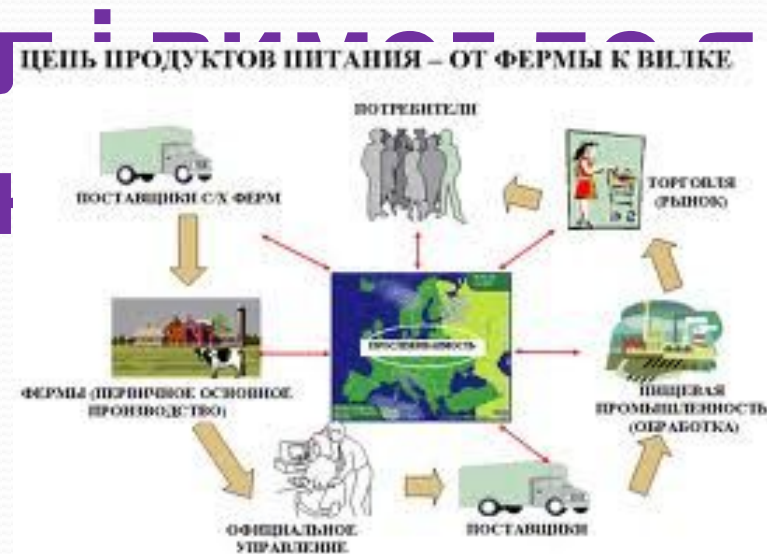 ЦЕПЬ ПРОДУКТОВ ПИТАНИЯ – ОТ ФЕРМЫ К ВИЛКЕ
ПОТРЕБИТЕЛИ
ПОСТАВЩИКИ С/Х ФЕРМ
ТОРГОВЛЯ
(РЫНОК)
ПРОСЛЕЖИВАЕМОСТЬ
ФЕРМЫ (ПЕРВИЧНОЕ ОСНОВНОЕ
ПРОИЗВОДСТВО)
ПИЩЕВАЯ
ПРОМЫШЛЕННОСТЬ
(ОБРАБОТКА)
ОФИЦИАЛЬНОЕ
УПРАВЛЕНИЕ
ПОСТАВЩИКИ